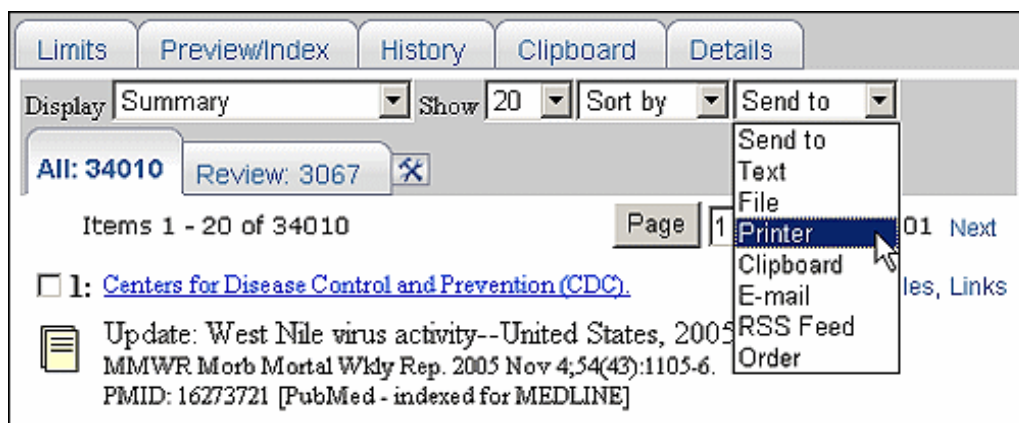 Limits Preview/Index History Clipboard Details
Display Summary Show 20 Sort by Send to
Send to
Text
File
Printer
Clipboard
E-mail
RSS Feed
Order
All: 34010 Review: 3067
Items 1 - 20 of 34010 Page 1 01 Next
1: Centers for Disease Control and Prevention (CDC). les, Links
Update: West Nile virus activity--United States, 2005
MMWR Morb Mortal Wkly Rep. 2005 Nov 4;54(43):1105-6.
PMID: 16273721 [PubMed - indexed for MEDLINE]